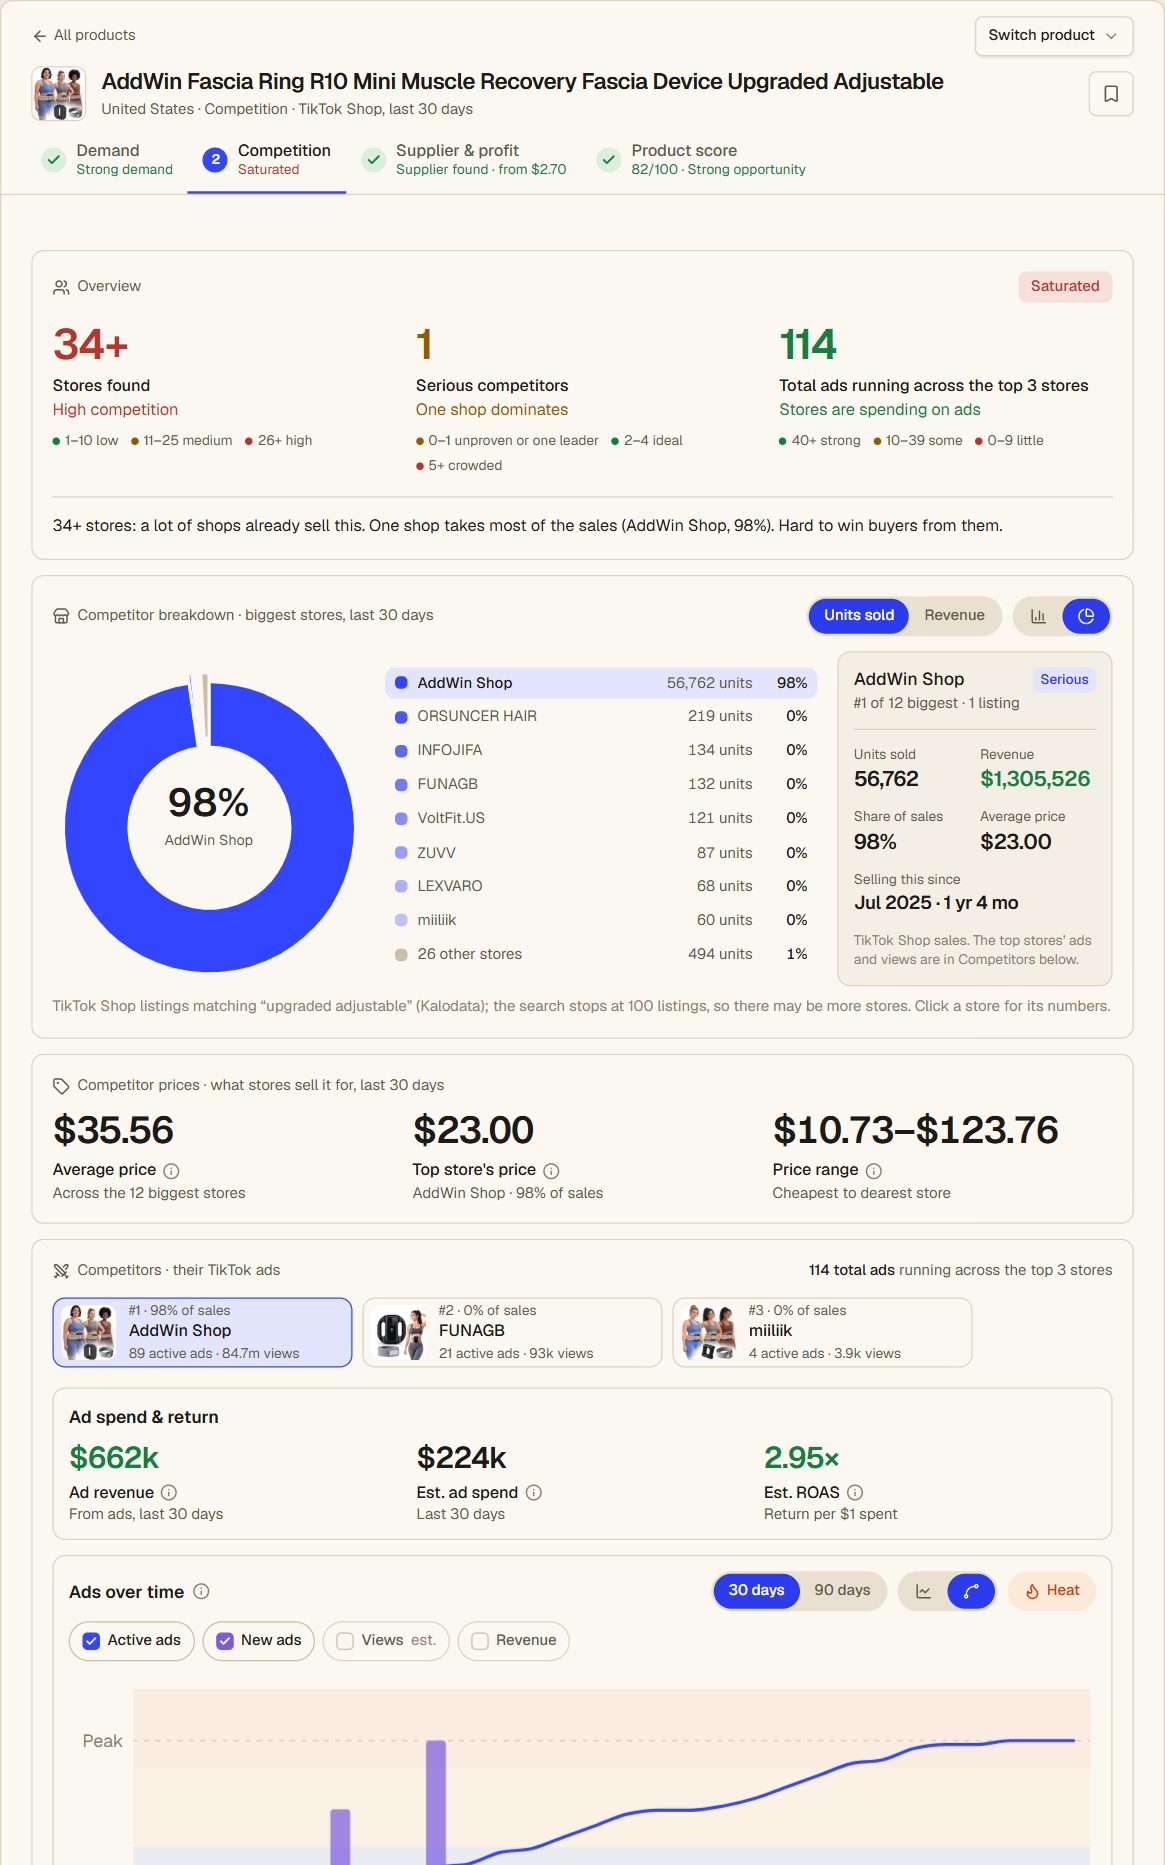 All products
Switch product
AddWin Fascia Ring R10 Mini Muscle Recovery Fascia Device Upgraded Adjustable
United States · Competition · TikTok Shop, last 30 days
Demand
Strong demand
2
Competition
Saturated
Supplier & profit
Supplier found · from $2.70
Product score
82/100 · Strong opportunity
Overview
Saturated
34+
Stores found
High competition
1–10 low 11–25 medium 26+ high
1
Serious competitors
One shop dominates
0–1 unproven or one leader 2–4 ideal
5+ crowded
114
Total ads running across the top 3 stores
Stores are spending on ads
40+ strong 10–39 some 0–9 little
34+ stores: a lot of shops already sell this. One shop takes most of the sales (AddWin Shop, 98%). Hard to win buyers from them.
Competitor breakdown · biggest stores, last 30 days
Units sold Revenue
98%
AddWin Shop
AddWin Shop 56,762 units 98%
ORSUNCER HAIR 219 units 0%
INFOJIFA 134 units 0%
FUNAGB 132 units 0%
VoltFit.US 121 units 0%
ZUVV 87 units 0%
LEXVARO 68 units 0%
miiliik 60 units 0%
26 other stores 494 units 1%
AddWin Shop Serious
#1 of 12 biggest · 1 listing
Units sold Revenue
56,762 $1,305,526
Share of sales Average price
98% $23.00
Selling this since
Jul 2025 · 1 yr 4 mo
TikTok Shop sales. The top stores’ ads
and views are in Competitors below.
TikTok Shop listings matching “upgraded adjustable” (Kalodata); the search stops at 100 listings, so there may be more stores. Click a store for its numbers.
Competitor prices · what stores sell it for, last 30 days
$35.56
Average price
Across the 12 biggest stores
$23.00
Top store's price
AddWin Shop · 98% of sales
$10.73–$123.76
Price range
Cheapest to dearest store
Competitors · their TikTok ads
114 total ads running across the top 3 stores
#1 · 98% of sales
AddWin Shop
89 active ads · 84.7m views
#2 · 0% of sales
FUNAGB
21 active ads · 93k views
#3 · 0% of sales
miiliik
4 active ads · 3.9k views
Ad spend & return
$662k
Ad revenue
From ads, last 30 days
$224k
Est. ad spend
Last 30 days
2.95×
Est. ROAS
Return per $1 spent
Ads over time
30 days 90 days
Heat
Active ads New ads Views est. Revenue
Peak